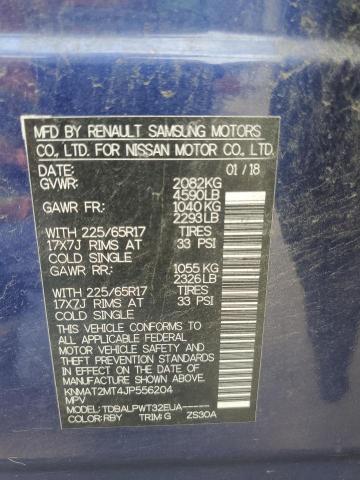 MFD BY RENAULT SAMSUNG MOTORS
CO., LTD. FOR NISSAN MOTOR CO., LTD.
DATE: 01/18
GVWR: 2082KG
4590LB
GAWR FR: 1040KG
2293LB
WITH 225/65R17 TIRES
17X7J RIMS AT 33 PSI
COLD SINGLE
GAWR RR: 1055 KG
2326LB
WITH 225/65R17 TIRES
17X7J RIMS AT 33 PSI
COLD SINGLE
THIS VEHICLE CONFORMS TO
ALL APPLICABLE FEDERAL
MOTOR VEHICLE SAFETY
AND THEFT PREVENTION
STANDARDS IN EFFECT ON
THE DATE OF MANUFACTURE
SHOWN ABOVE.
KNMAT2MT4JP556204
MPV
MODEL: TDBALPWT32EUA-----
COLOR: RBY TRIM: G ZS30A